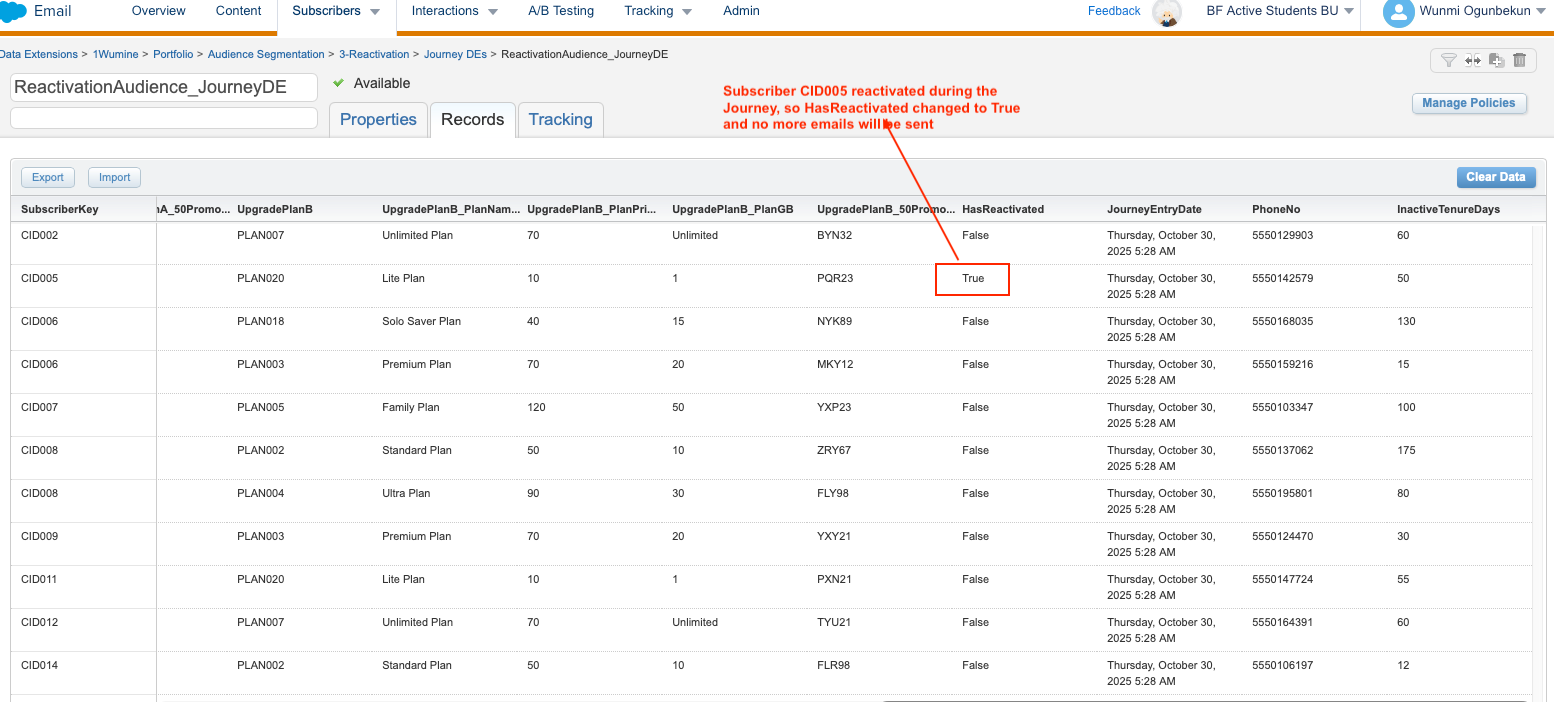 Email Overview Content Subscribers Interactions A/B Testing Tracking Admin Feedback BF Active Students BU Wunmi Ogunbekun
Data Extensions > 1Wumine > Portfolio > Audience Segmentation > 3-Reactivation > Journey DEs > ReactivationAudience_JourneyDE
ReactivationAudience_JourneyDE Available
Subscriber CID005 reactivated during the
Journey, so HasReactivated changed to True
and no more emails will be sent
Manage Policies
Properties Records Tracking
Export Import Clear Data
SubscriberKey A_50Promo... UpgradePlanB UpgradePlanB_PlanNam... UpgradePlanB_PlanPri... UpgradePlanB_PlanGB UpgradePlanB_50Promo... HasReactivated JourneyEntryDate PhoneNo InactiveTenureDays
CID002 PLAN007 Unlimited Plan 70 Unlimited BYN32 False Thursday, October 30, 5550129903 60
2025 5:28 AM
CID005 PLAN020 Lite Plan 10 1 PQR23 True Thursday, October 30, 5550142579 50
2025 5:28 AM
CID006 PLAN018 Solo Saver Plan 40 15 NYK89 False Thursday, October 30, 5550168035 130
2025 5:28 AM
CID006 PLAN003 Premium Plan 70 20 MKY12 False Thursday, October 30, 5550159216 15
2025 5:28 AM
CID007 PLAN005 Family Plan 120 50 YXP23 False Thursday, October 30, 5550103347 100
2025 5:28 AM
CID008 PLAN002 Standard Plan 50 10 ZRY67 False Thursday, October 30, 5550137062 175
2025 5:28 AM
CID008 PLAN004 Ultra Plan 90 30 FLY98 False Thursday, October 30, 5550195801 80
2025 5:28 AM
CID009 PLAN003 Premium Plan 70 20 YXY21 False Thursday, October 30, 5550124470 30
2025 5:28 AM
CID011 PLAN020 Lite Plan 10 1 PXN21 False Thursday, October 30, 5550147724 55
2025 5:28 AM
CID012 PLAN007 Unlimited Plan 70 Unlimited TYU21 False Thursday, October 30, 5550164391 60
2025 5:28 AM
CID014 PLAN002 Standard Plan 50 10 FLR98 False Thursday, October 30, 5550106197 12
2025 5:28 AM